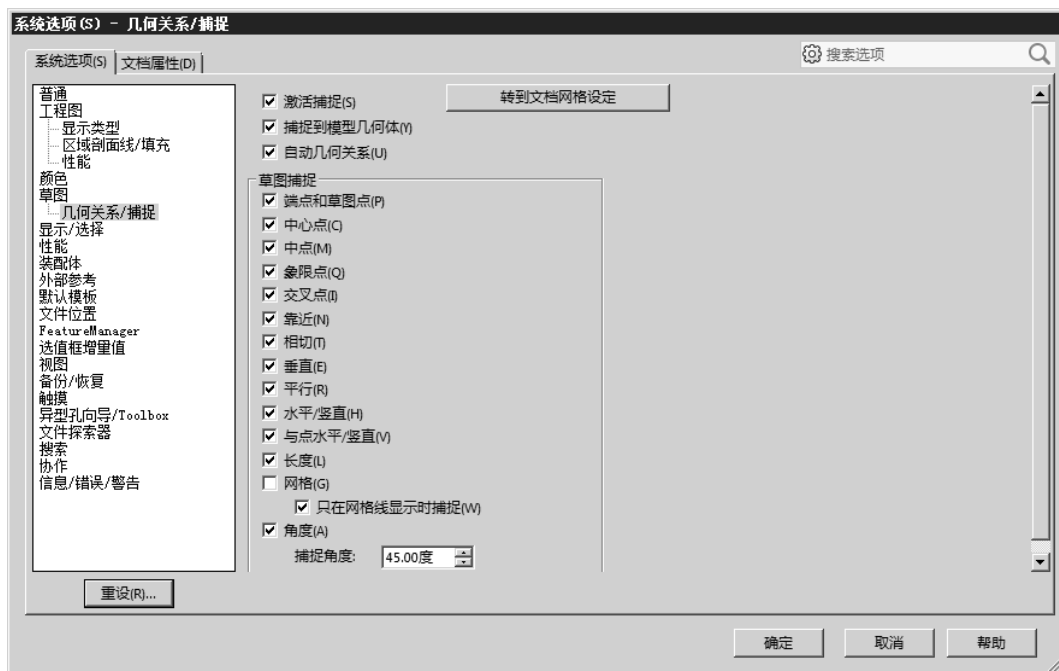 系统选项(S) - 几何关系/捕捉
系统选项(S)
文档属性(D)
搜索选项
普通
工程图
显示类型
区域剖面线/填充
性能
颜色
草图
几何关系/捕捉
显示/选择
性能
装配体
外部参考
默认模板
文件位置
FeatureManager
选值框增量值
视图
备份/恢复
触摸
异型孔向导/Toolbox
文件探索器
搜索
协作
信息/错误/警告
重设(R)...
激活捕捉(S)
转到文档网格设定
捕捉到模型几何体(Y)
自动几何关系(U)
草图捕捉
端点和草图点(P)
中心点(C)
中点(M)
象限点(Q)
交叉点(I)
靠近(N)
相切(T)
垂直(E)
平行(R)
水平/竖直(H)
与点水平/竖直(V)
长度(L)
网格(G)
只在网格线显示时捕捉(W)
角度(A)
捕捉角度: 45.00度
确定
取消
帮助